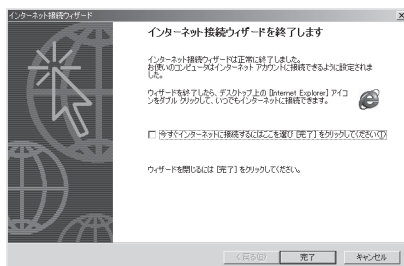 インターネット接続ウィザード
インターネット接続ウィザードを終了します
インターネット接続ウィザードは正常に終了しました。
お使いのコンピュータはインターネット アカウントに接続できるように設定されま
した。
ウィザードを終了したら、デスクトップ上の [Internet Explorer] アイコ
ンをダブル クリックして、いつでもインターネットに接続できます。
今すぐインターネットに接続するにはここを選び [完了] をクリックしてください(I)
ウィザードを閉じるには [完了] をクリックしてください。
< 戻る(B)
完了
キャンセル